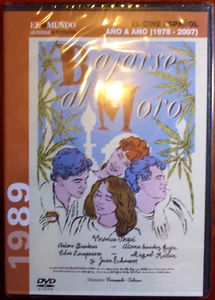 EL MUNDO
EL CINE ESPAÑOL
AÑO A AÑO (1978 - 2007)
Bajarse
al Moro
Verónica Forqué
Antonio Banderas
Aitana Sánchez Gijón
Chus Lampreave
Miguel Rellán
y Juan Echanove
Fernando Colomo
1989
DVD